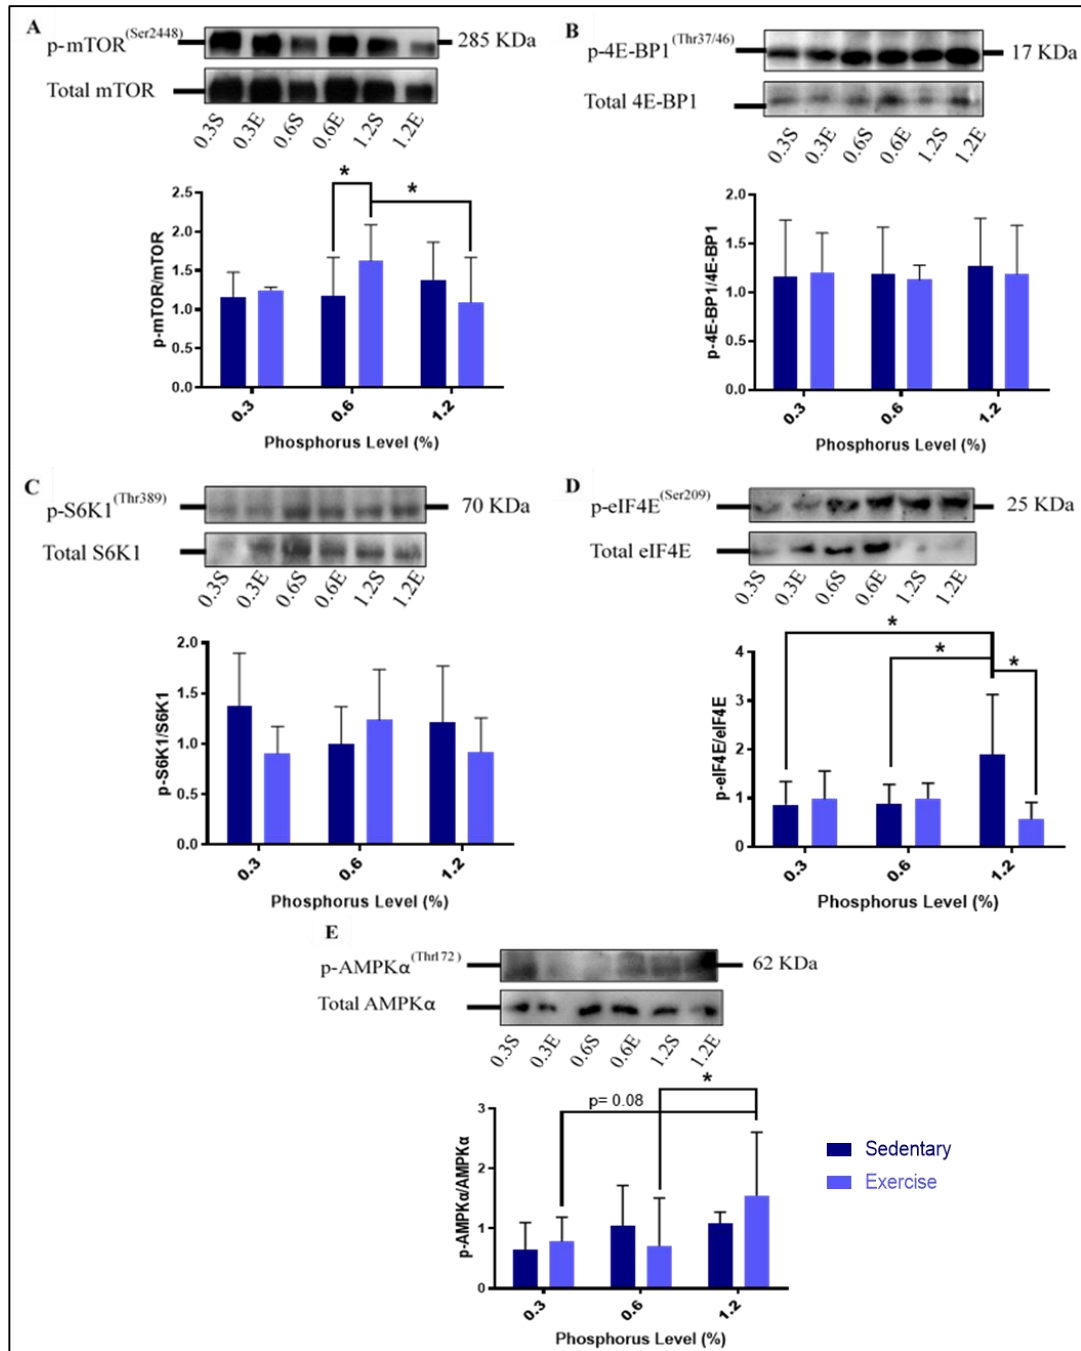 A
p-mTOR(Ser2448)
285 KDa
Total mTOR
0.3S 0.3E 0.6S 0.6E 1.2S 1.2E
* *
2.5
2.0
1.5
1.0
0.5
0.0
p-mTOR/mTOR
0.3 0.6 1.2
Phosphorus Level (%)
B
p-4E-BP1(Thr37/46)
17 KDa
Total 4E-BP1
0.3S 0.3E 0.6S 0.6E 1.2S 1.2E
2.0
1.5
1.0
0.5
0.0
p-4E-BP1/4E-BP1
0.3 0.6 1.2
Phosphorus Level (%)
C
p-S6K1(Thr389)
70 KDa
Total S6K1
0.3S 0.3E 0.6S 0.6E 1.2S 1.2E
2.0
1.5
1.0
0.5
0.0
p-S6K1/S6K1
0.3 0.6 1.2
Phosphorus Level (%)
D
p-eIF4E(Ser209)
25 KDa
Total eIF4E
0.3S 0.3E 0.6S 0.6E 1.2S 1.2E
* * *
4
3
2
1
0
p-eIF4E/eIF4E
0.3 0.6 1.2
Phosphorus Level (%)
E
p-AMPKα(Thr172)
62 KDa
Total AMPKα
0.3S 0.3E 0.6S 0.6E 1.2S 1.2E
*
p= 0.08
3
2
1
0
p-AMPKα/AMPKα
0.3 0.6 1.2
Phosphorus Level (%)
Sedentary
Exercise